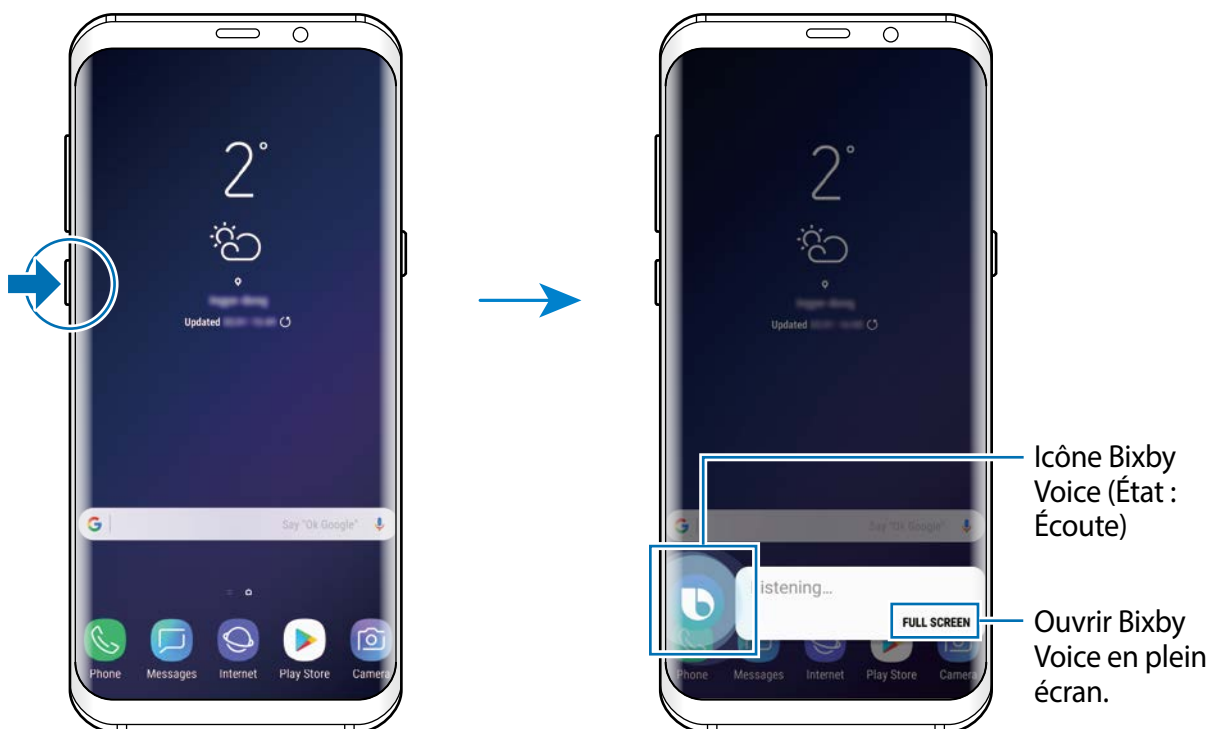 2°
Updated
G
Say "Ok Google"
Phone Messages Internet Play Store Camera
2°
Updated
G
Say "Ok Google"
Listening...
FULL SCREEN
Phone Messages Internet Play Store Camera
Icône Bixby
Voice (État :
Écoute)
Ouvrir Bixby
Voice en plein
écran.